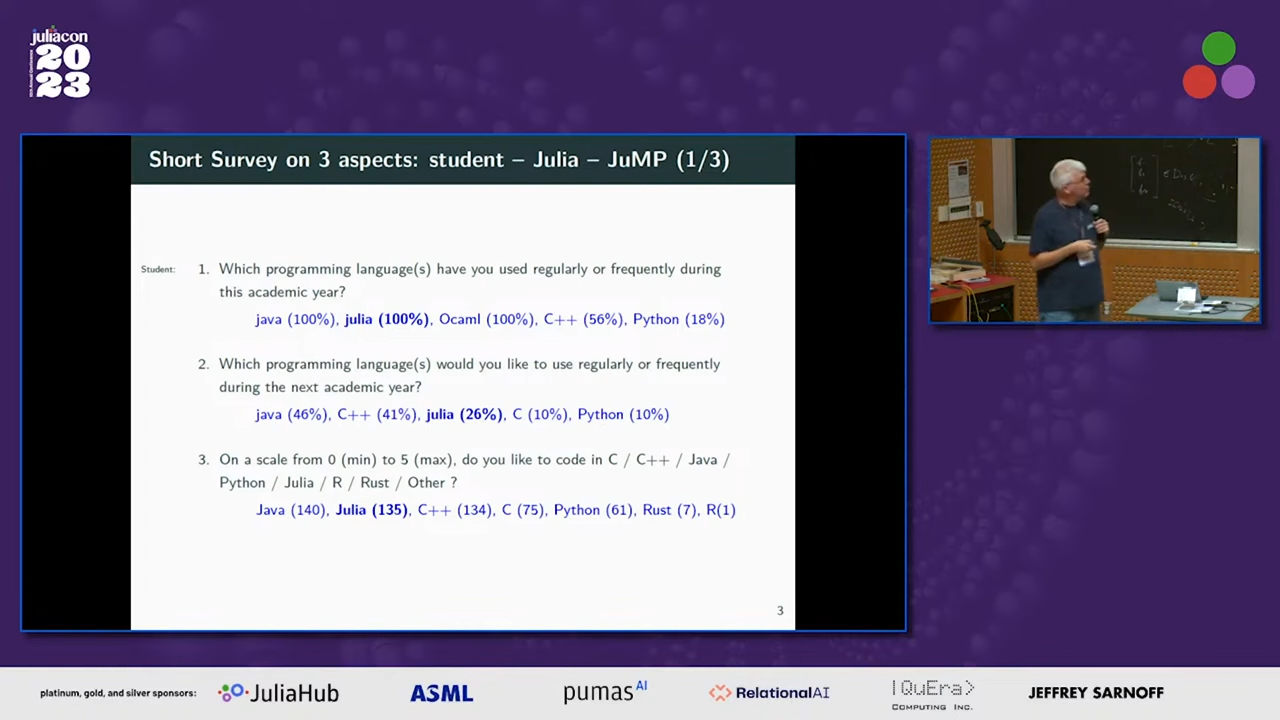 juliacon
20
23
Short Survey on 3 aspects: student – Julia – JuMP (1/3)
Student:
1. Which programming language(s) have you used regularly or frequently during
this academic year?
java (100%), julia (100%), Ocaml (100%), C++ (56%), Python (18%)
2. Which programming language(s) would you like to use regularly or frequently
during the next academic year?
java (46%), C++ (41%), julia (26%), C (10%), Python (10%)
3. On a scale from 0 (min) to 5 (max), do you like to code in C / C++ / Java /
Python / Julia / R / Rust / Other ?
Java (140), Julia (135), C++ (134), C (75), Python (61), Rust (7), R(1)
3
platinum, gold, and silver sponsors:
JuliaHub
ASML
pumas AI
RelationalAI
QuEra>
COMPUTING INC.
JEFFREY SARNOFF